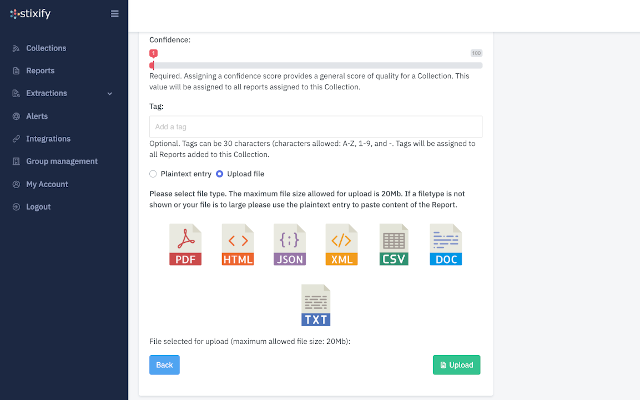 stixify
Collections
Reports
Extractions
Alerts
Integrations
Group management
My Account
Logout
Confidence:
1
100
Required. Assigning a confidence score provides a general score of quality for a Collection. This
value will be assigned to all reports assigned to this Collection.
Tag:
Add a tag
Optional. Tags can be 30 characters (characters allowed: A-Z, 1-9, and -. Tags will be assigned to
all Reports added to this Collection.
Plaintext entry
Upload file
Please select file type. The maximum file size allowed for upload is 20Mb. If a filetype is not
shown or your file is to large please use the plaintext entry to paste content of the Report.
PDF
HTML
JSON
XML
CSV
DOC
TXT
File selected for upload (maximum allowed file size: 20Mb):
Back
Upload